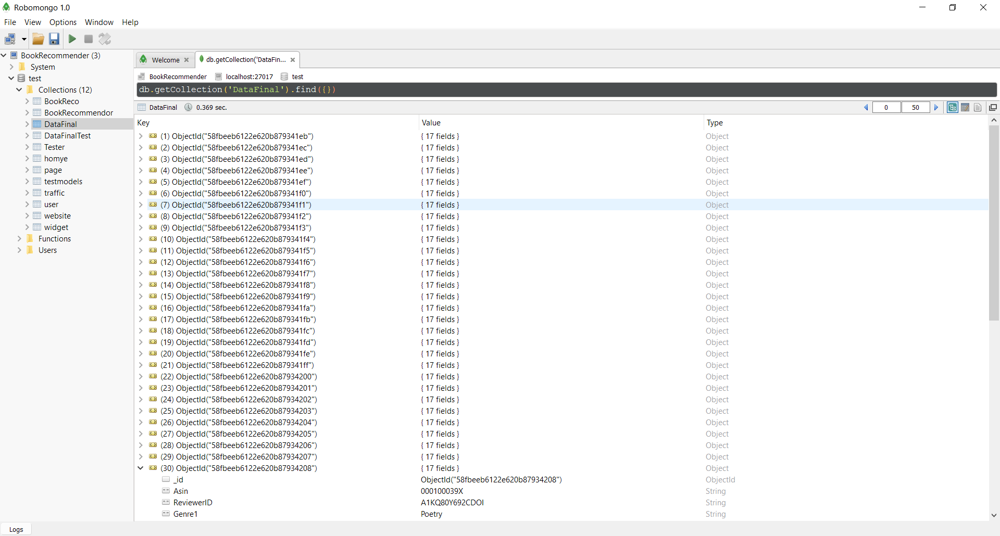 Robomongo 1.0
File View Options Window Help
BookRecommender (3)
System
test
Collections (12)
BookReco
BookRecommendor
DataFinal
DataFinalTest
Tester
homye
page
testmodels
traffic
user
website
widget
Functions
Users
Welcome db.getCollection('DataFin...
BookRecommender localhost:27017 test
db.getCollection('DataFinal').find({})
DataFinal 0.369 sec. 0 50
Key Value Type
(1) ObjectId("58fbeeb6122e620b879341eb") { 17 fields } Object
(2) ObjectId("58fbeeb6122e620b879341ec") { 17 fields } Object
(3) ObjectId("58fbeeb6122e620b879341ed") { 17 fields } Object
(4) ObjectId("58fbeeb6122e620b879341ee") { 17 fields } Object
(5) ObjectId("58fbeeb6122e620b879341ef") { 17 fields } Object
(6) ObjectId("58fbeeb6122e620b879341f0") { 17 fields } Object
(7) ObjectId("58fbeeb6122e620b879341f1") { 17 fields } Object
(8) ObjectId("58fbeeb6122e620b879341f2") { 17 fields } Object
(9) ObjectId("58fbeeb6122e620b879341f3") { 17 fields } Object
(10) ObjectId("58fbeeb6122e620b879341f4") { 17 fields } Object
(11) ObjectId("58fbeeb6122e620b879341f5") { 17 fields } Object
(12) ObjectId("58fbeeb6122e620b879341f6") { 17 fields } Object
(13) ObjectId("58fbeeb6122e620b879341f7") { 17 fields } Object
(14) ObjectId("58fbeeb6122e620b879341f8") { 17 fields } Object
(15) ObjectId("58fbeeb6122e620b879341f9") { 17 fields } Object
(16) ObjectId("58fbeeb6122e620b879341fa") { 17 fields } Object
(17) ObjectId("58fbeeb6122e620b879341fb") { 17 fields } Object
(18) ObjectId("58fbeeb6122e620b879341fc") { 17 fields } Object
(19) ObjectId("58fbeeb6122e620b879341fd") { 17 fields } Object
(20) ObjectId("58fbeeb6122e620b879341fe") { 17 fields } Object
(21) ObjectId("58fbeeb6122e620b879341ff") { 17 fields } Object
(22) ObjectId("58fbeeb6122e620b87934200") { 17 fields } Object
(23) ObjectId("58fbeeb6122e620b87934201") { 17 fields } Object
(24) ObjectId("58fbeeb6122e620b87934202") { 17 fields } Object
(25) ObjectId("58fbeeb6122e620b87934203") { 17 fields } Object
(26) ObjectId("58fbeeb6122e620b87934204") { 17 fields } Object
(27) ObjectId("58fbeeb6122e620b87934205") { 17 fields } Object
(28) ObjectId("58fbeeb6122e620b87934206") { 17 fields } Object
(29) ObjectId("58fbeeb6122e620b87934207") { 17 fields } Object
(30) ObjectId("58fbeeb6122e620b87934208") { 17 fields } Object
_id ObjectId("58fbeeb6122e620b87934208") ObjectId
Asin 000100039X String
ReviewerID A1KQ80Y692CDOI String
Genre1 Poetry String
Logs